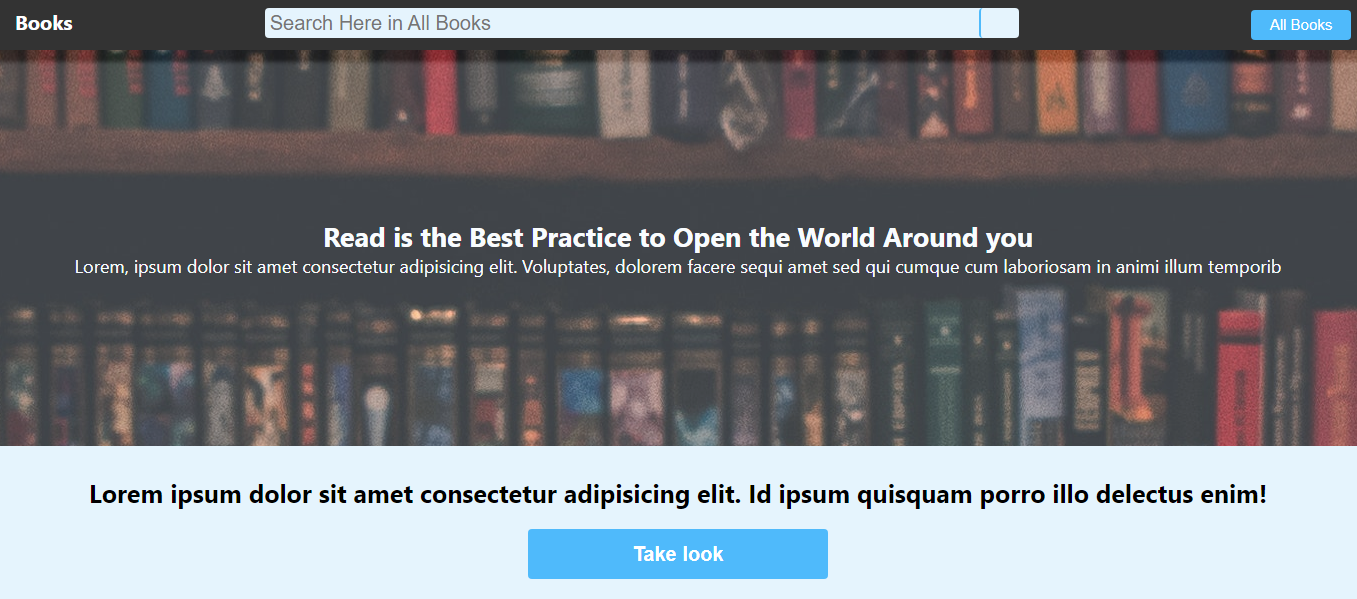 Books
Search Here in All Books
All Books
Read is the Best Practice to Open the World Around you
Lorem, ipsum dolor sit amet consectetur adipisicing elit. Voluptates, dolorem facere sequi amet sed qui cumque cum laboriosam in animi illum temporib
Lorem ipsum dolor sit amet consectetur adipisicing elit. Id ipsum quisquam porro illo delectus enim!
Take look